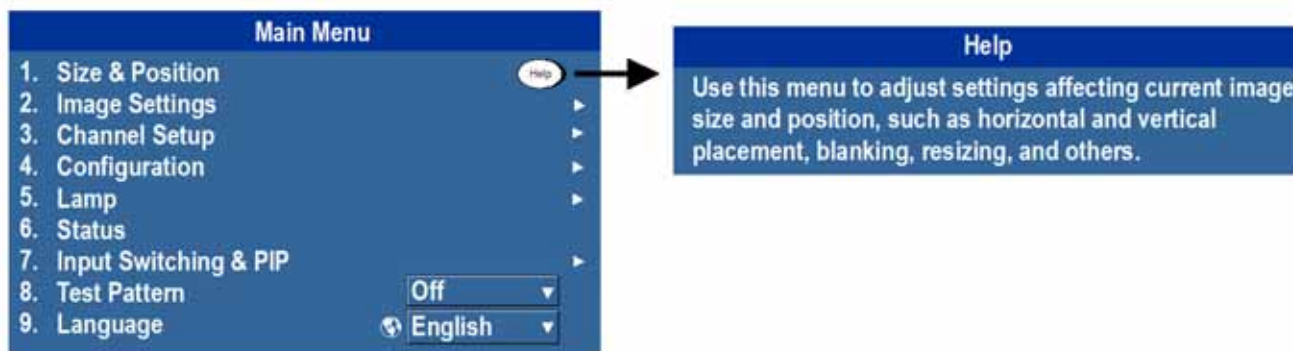 Main Menu
1. Size & Position Help
2. Image Settings
3. Channel Setup
4. Configuration
5. Lamp
6. Status
7. Input Switching & PIP
8. Test Pattern Off
9. Language English
Help
Use this menu to adjust settings affecting current image
size and position, such as horizontal and vertical
placement, blanking, resizing, and others.